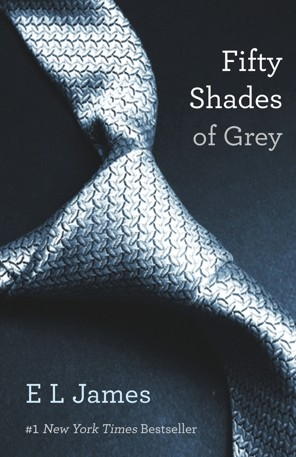 Fifty
Shades
of Grey
E L James
#1 New York Times Bestseller